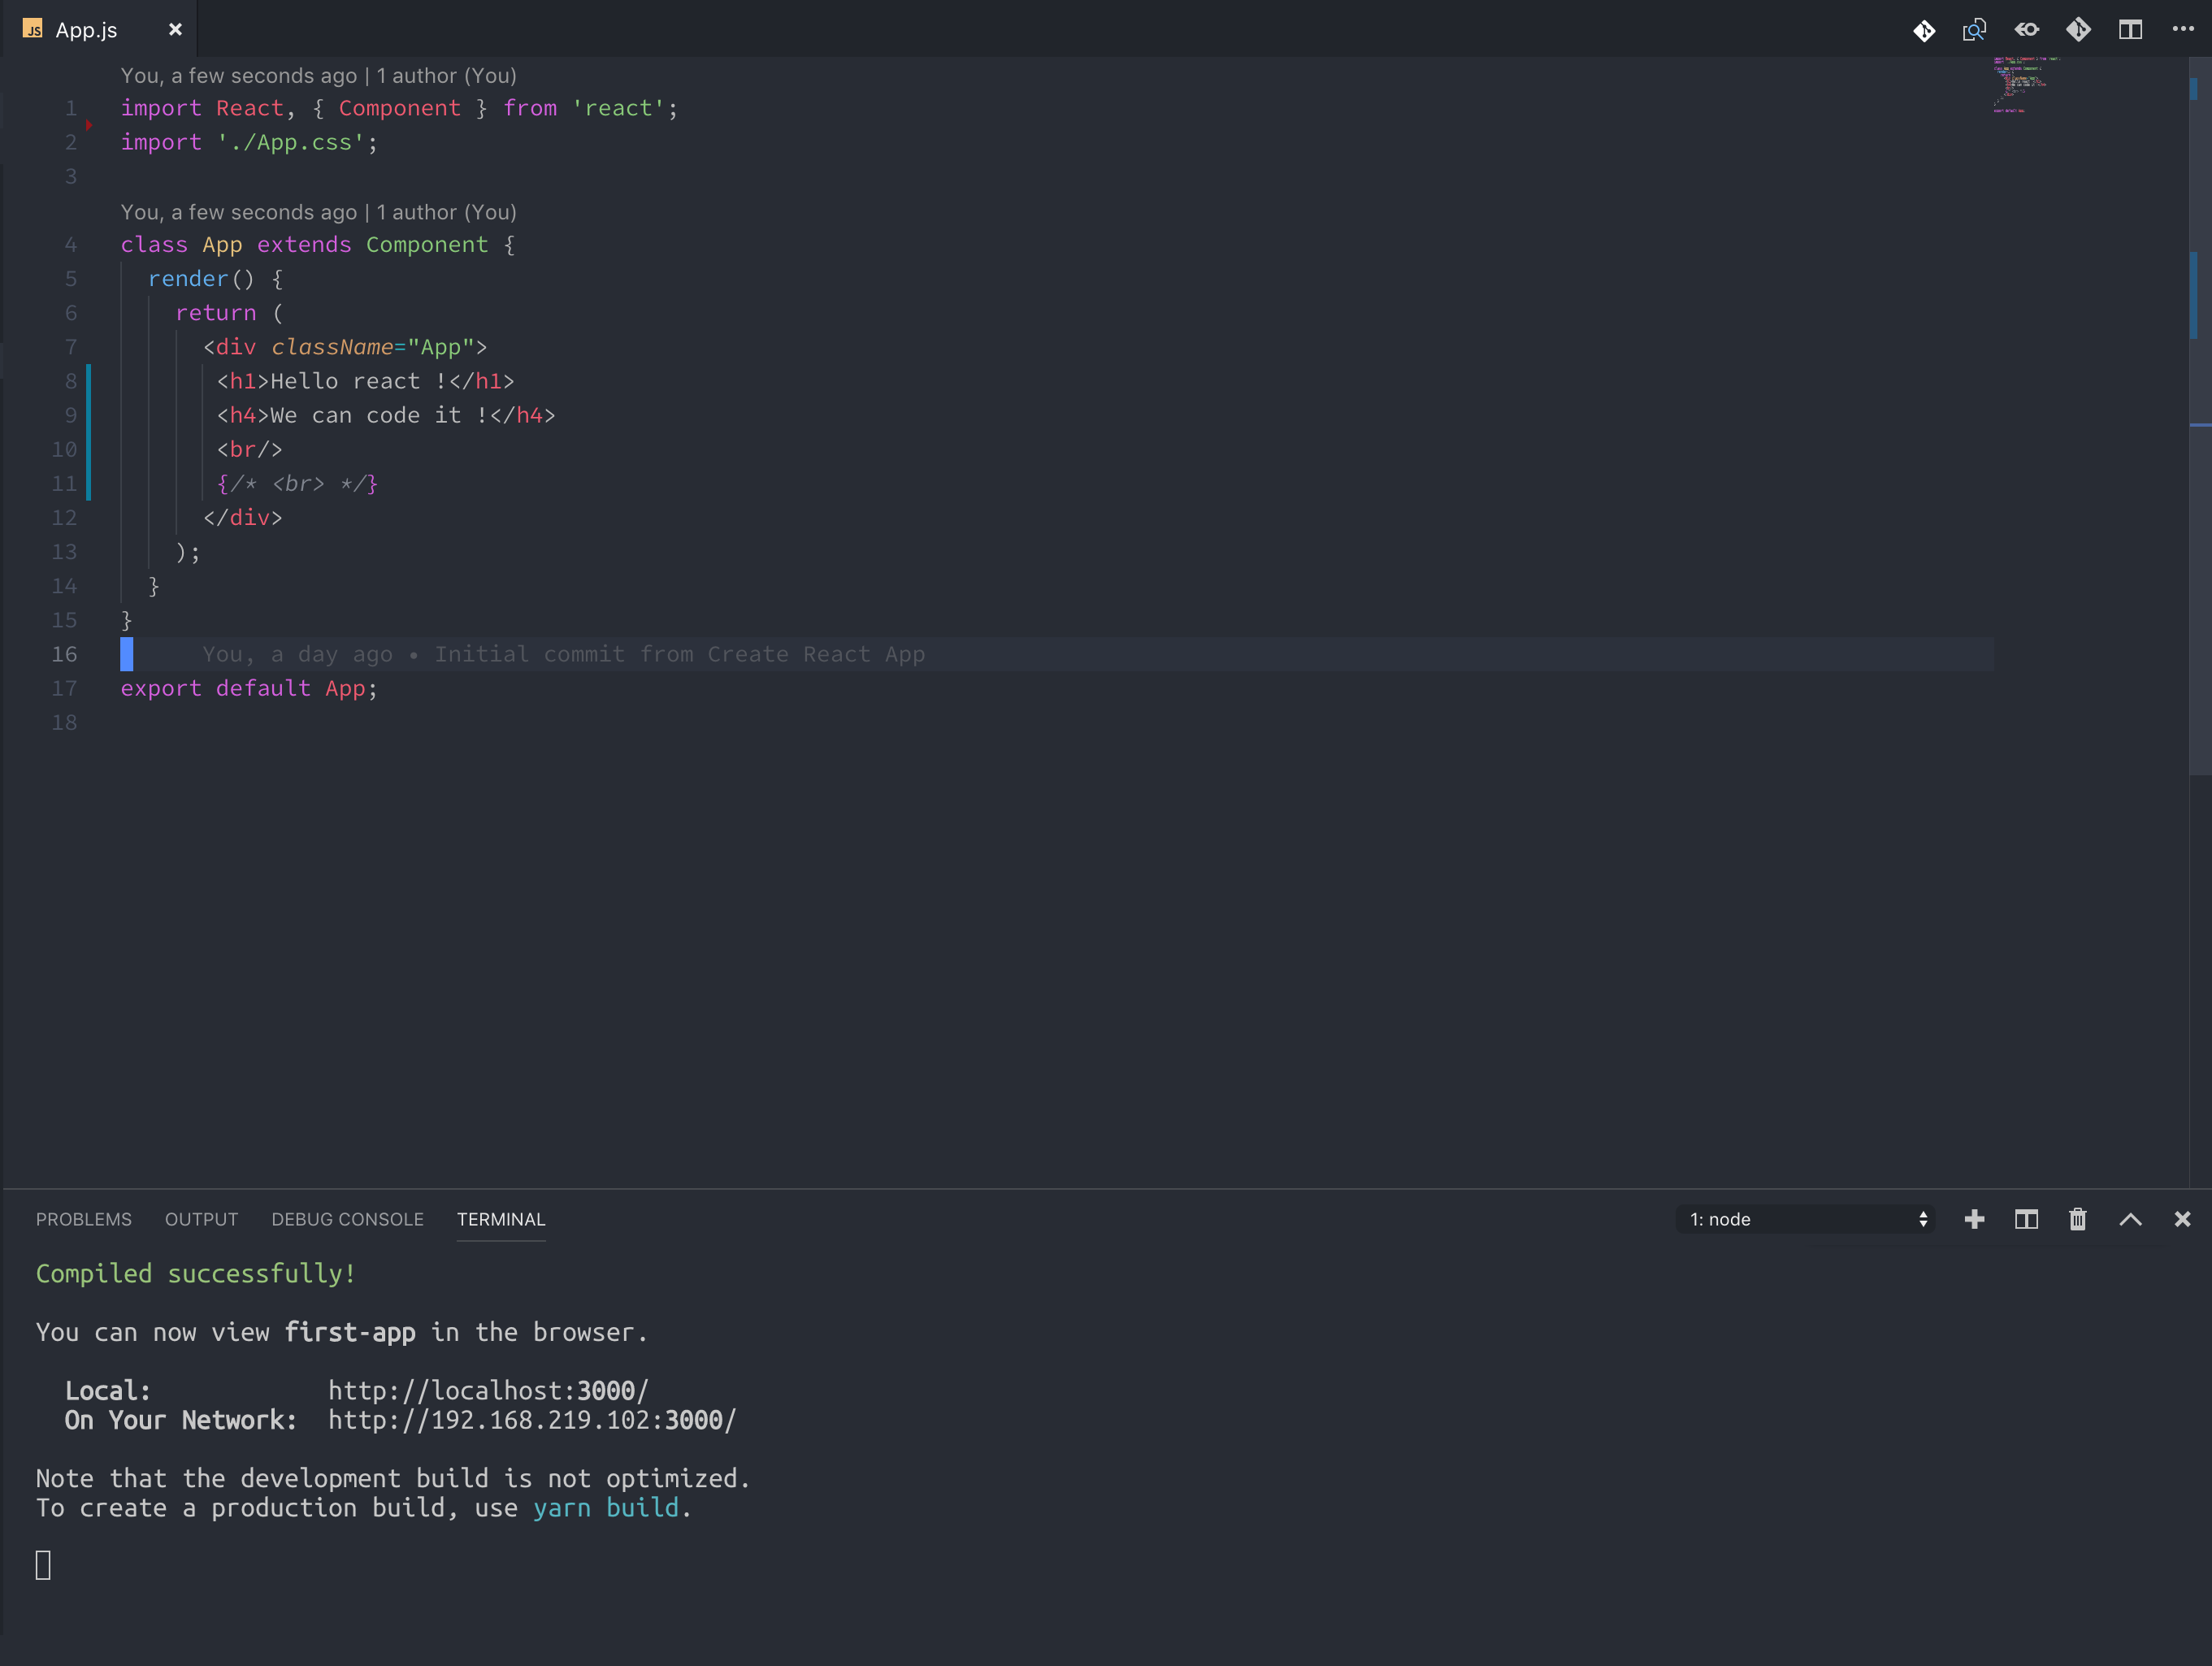 JS App.js
You, a few seconds ago | 1 author (You)
1 import React, { Component } from 'react';
2 import './App.css';
3
You, a few seconds ago | 1 author (You)
4 class App extends Component {
5 render() {
6 return (
7 <div className="App">
8 <h1>Hello react !</h1>
9 <h4>We can code it !</h4>
10 <br/>
11 {/* <br> */}
12 </div>
13 );
14 }
15 }
16 You, a day ago • Initial commit from Create React App
17 export default App;
18
PROBLEMS OUTPUT DEBUG CONSOLE TERMINAL 1: node
Compiled successfully!
You can now view first-app in the browser.
Local: http://localhost:3000/
On Your Network: http://192.168.219.102:3000/
Note that the development build is not optimized.
To create a production build, use yarn build.